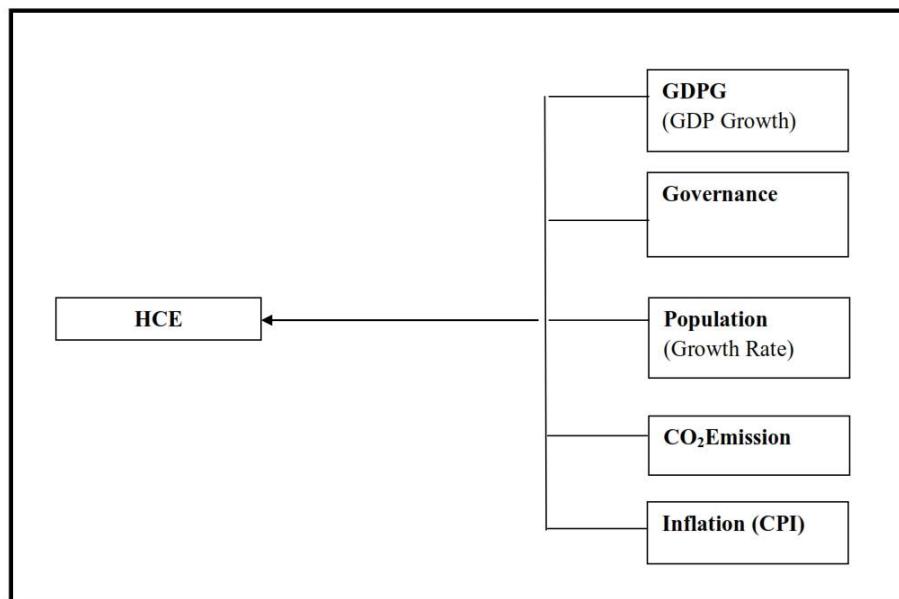 GDPG
(GDP Growth)
Governance
HCE
Population
(Growth Rate)
CO₂Emission
Inflation (CPI)